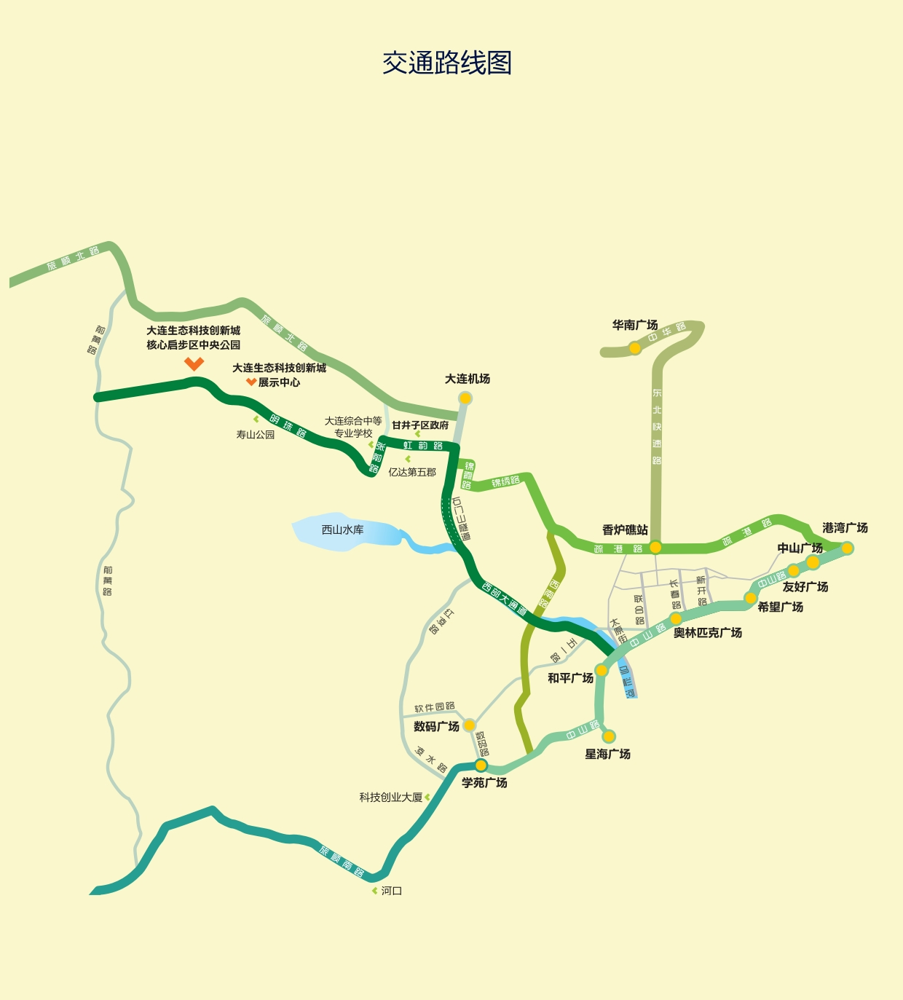 交通路线图
旅顺北路
前黄路
大连生态科技创新城
核心启步区中央公园
旅顺北路
大连生态科技创新城
展示中心
华南广场
中华路
大连机场
东北快速路
明珠路
寿山公园
大连综合中等
专业学校
甘井子区政府
张前路
虹韵路
亿达第五郡
锦霞路
锦绣路
石门山隧道
西山水库
香炉礁站
疏港路
疏港路
港湾广场
中山广场
中山路
友好广场
希望广场
前黄路
西部大通道
西南路
联合路
长春路
新开路
太原街
中山路
奥林匹克广场
红凌路
五一路
和平广场
马栏河
软件园路
数码广场
数码路
中山路
星海广场
凌水路
学苑广场
科技创业大厦
旅顺南路
河口